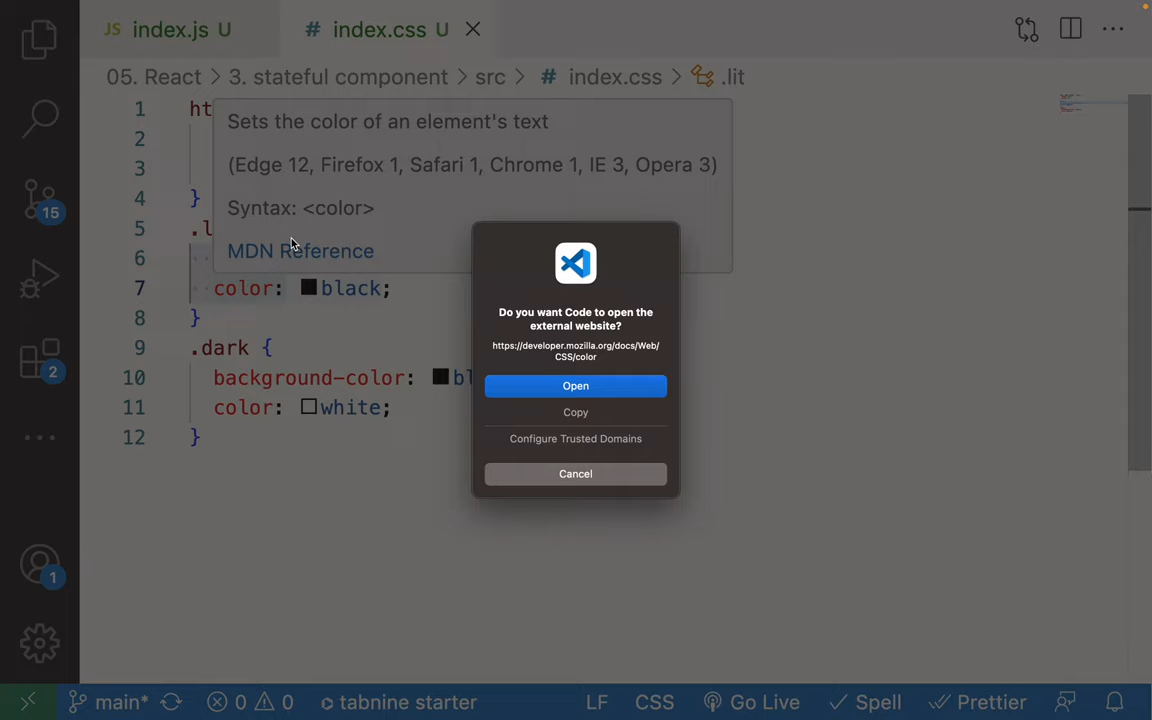 JS index.js U
# index.css U
05. React > 3. stateful component > src > # index.css > .lit
1 ht
Sets the color of an element's text
2
3 (Edge 12, Firefox 1, Safari 1, Chrome 1, IE 3, Opera 3)
4 }
Syntax: <color>
5 .l
MDN Reference
6
7 color: black;
8 }
9 .dark {
10 background-color: bl
11 color: white;
12 }
Do you want Code to open the
external website?
https://developer.mozilla.org/docs/Web/
CSS/color
Open
Copy
Configure Trusted Domains
Cancel
15
2
1
main* 0 0 tabnine starter LF CSS Go Live Spell Prettier